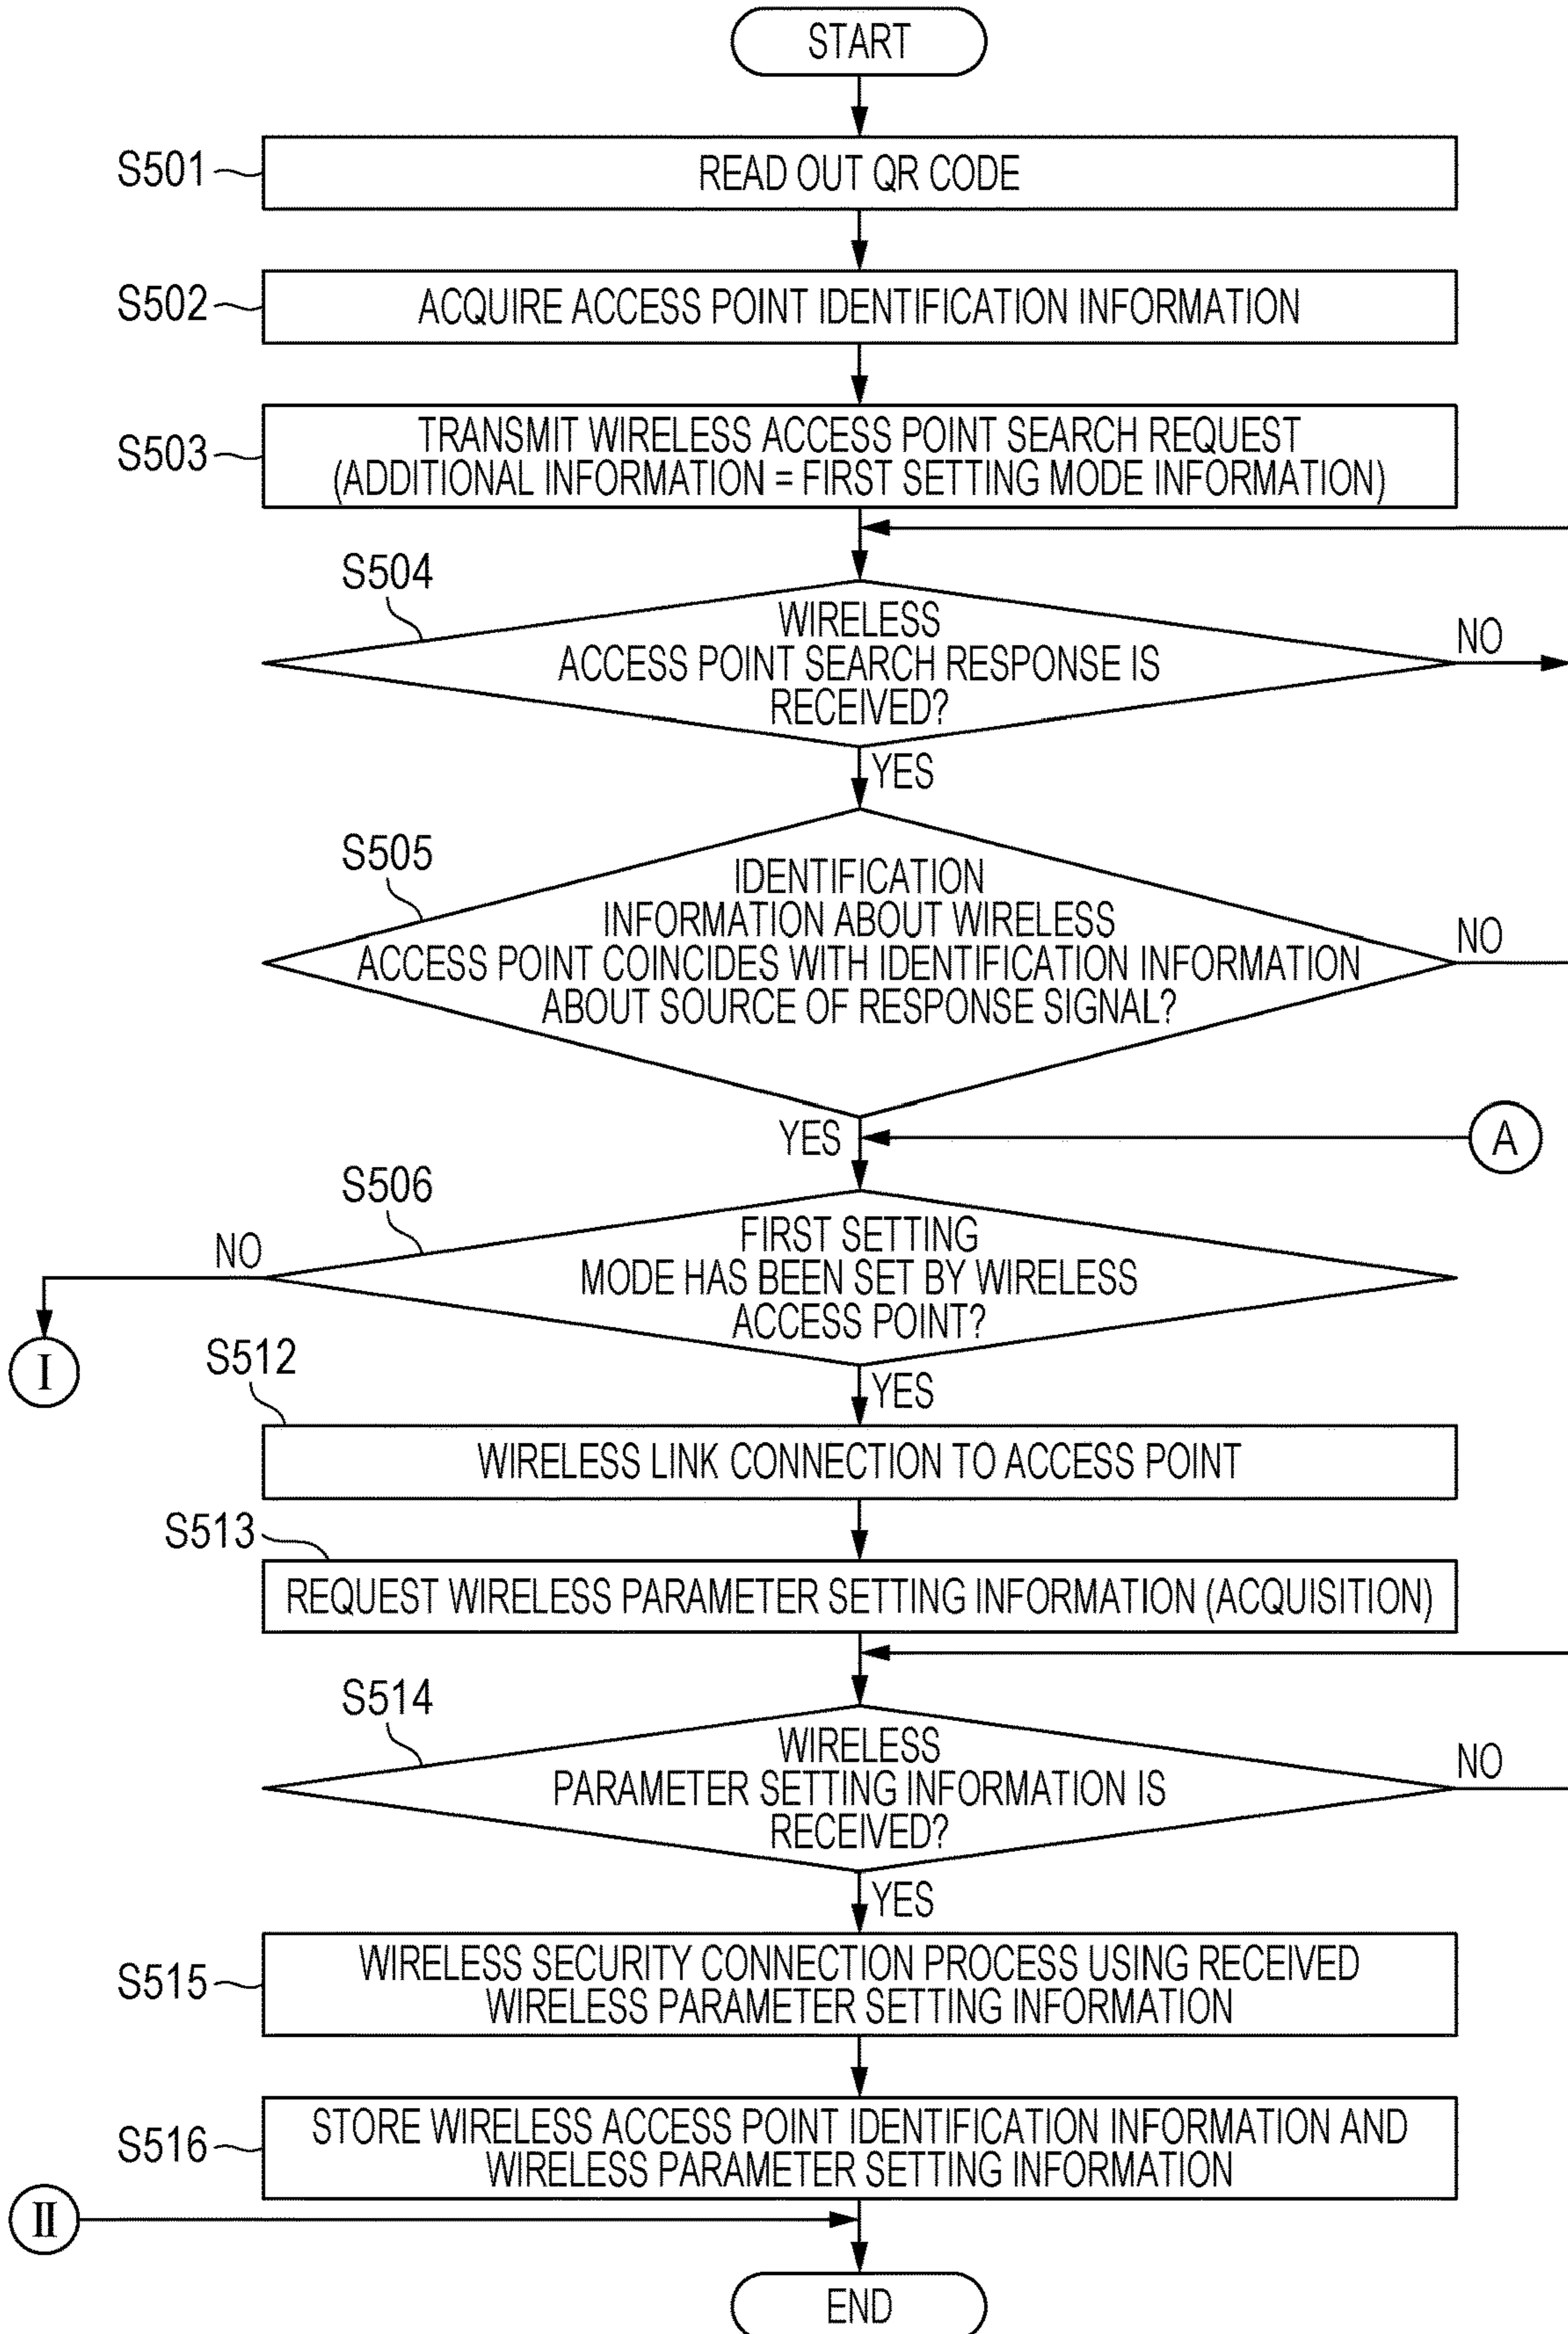 START
S501
READ OUT QR CODE
S502
ACQUIRE ACCESS POINT IDENTIFICATION INFORMATION
S503
TRANSMIT WIRELESS ACCESS POINT SEARCH REQUEST
(ADDITIONAL INFORMATION = FIRST SETTING MODE INFORMATION)
S504
WIRELESS
ACCESS POINT SEARCH RESPONSE IS
RECEIVED?
NO
YES
S505
IDENTIFICATION
INFORMATION ABOUT WIRELESS
ACCESS POINT COINCIDES WITH IDENTIFICATION INFORMATION
ABOUT SOURCE OF RESPONSE SIGNAL?
NO
YES
A
S506
FIRST SETTING
MODE HAS BEEN SET BY WIRELESS
ACCESS POINT?
NO
I
YES
S512
WIRELESS LINK CONNECTION TO ACCESS POINT
S513
REQUEST WIRELESS PARAMETER SETTING INFORMATION (ACQUISITION)
S514
WIRELESS
PARAMETER SETTING INFORMATION IS
RECEIVED?
NO
YES
S515
WIRELESS SECURITY CONNECTION PROCESS USING RECEIVED
WIRELESS PARAMETER SETTING INFORMATION
S516
STORE WIRELESS ACCESS POINT IDENTIFICATION INFORMATION AND
WIRELESS PARAMETER SETTING INFORMATION
II
END